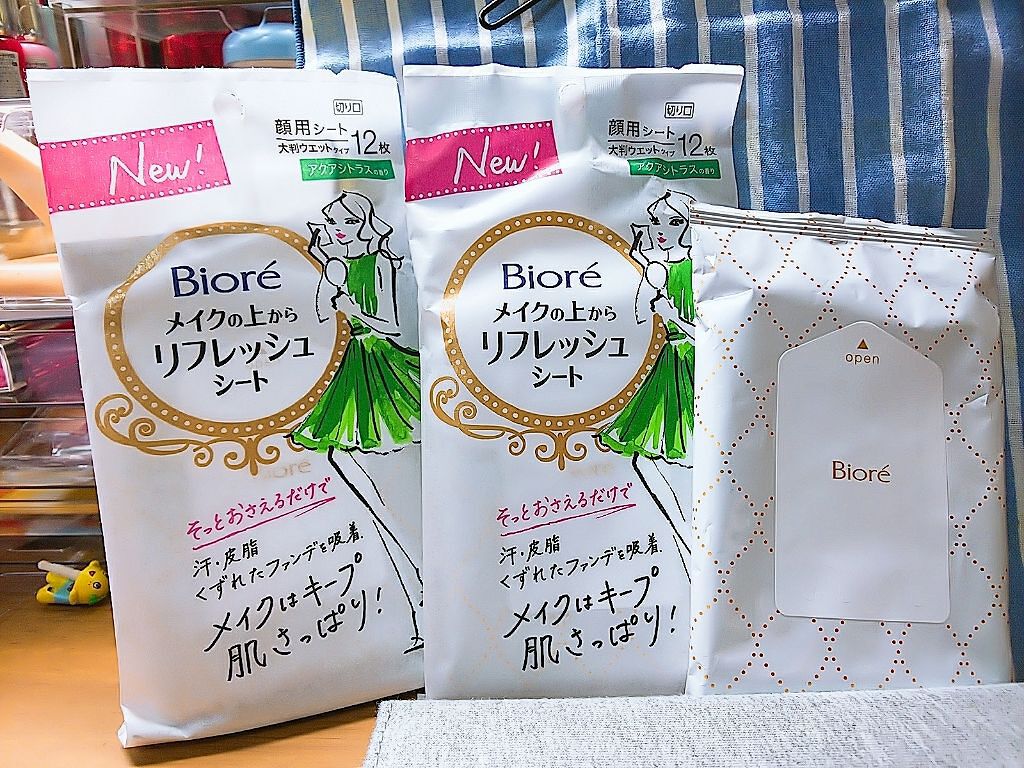 New!
切り口
顔用シート
大判ウエットタイプ 12枚
アクアシトラスの香り
Bioré
メイクの上から
リフレッシュ
シート
そっとおさえるだけで
汗・皮脂
くずれたファンデを吸着、
メイクはキープ
肌さっぱり!
New!
切り口
顔用シート
大判ウエットタイプ 12枚
アクアシトラスの香り
Bioré
メイクの上から
リフレッシュ
シート
そっとおさえるだけで
汗・皮脂
くずれたファンデを吸着、
メイクはキープ
肌さっぱり!
open
Bioré